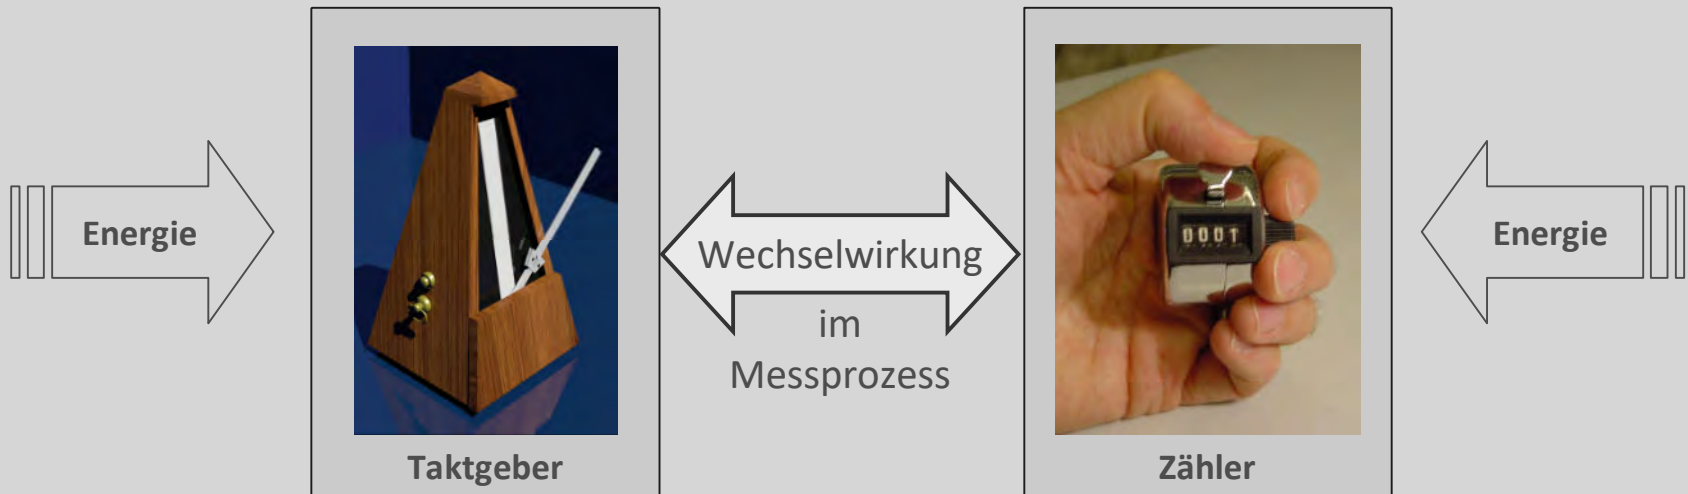 Energie
Wechselwirkung
im
Messprozess
0001
Energie
Taktgeber
Zähler